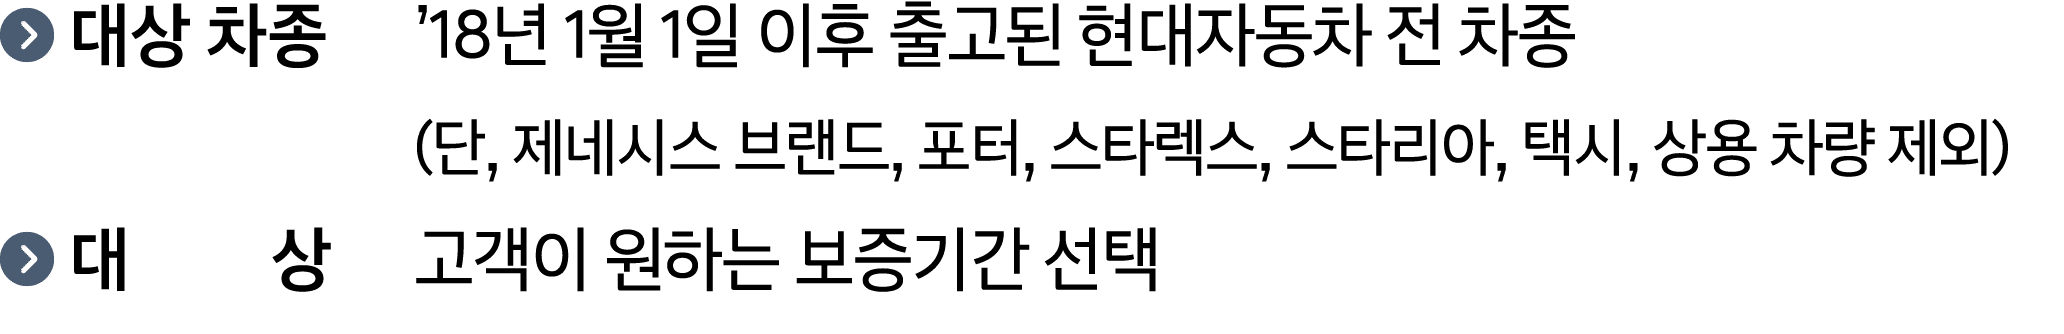 대상 차종 ’18년 1월 1일 이후 출고된 현대자동차 전 차종
(단, 제네시스 브랜드, 포터, 스타렉스, 스타리아, 택시, 상용 차량 제외)
대 상 고객이 원하는 보증기간 선택